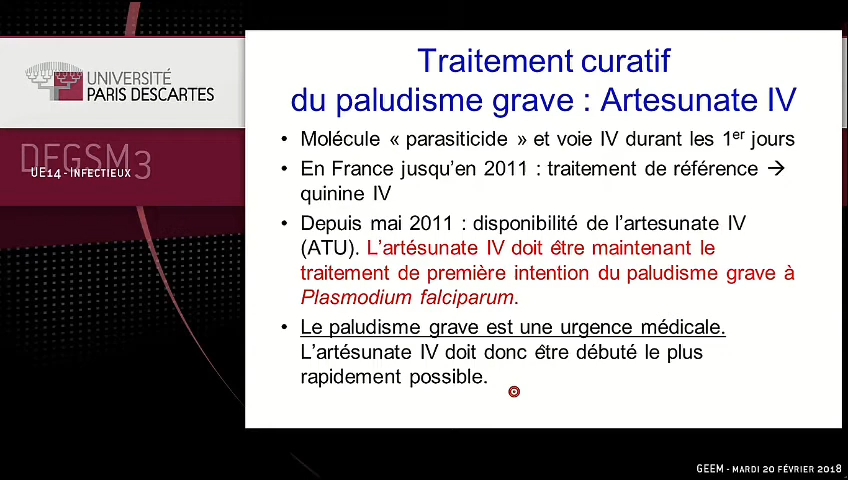 UNIVERSITÉ
PARIS DESCARTES
DFGSM3
UE14 - INFECTIEUX
Traitement curatif
du paludisme grave : Artesunate IV
• Molécule « parasiticide » et voie IV durant les 1er jours
• En France jusqu’en 2011 : traitement de référence →
quinine IV
• Depuis mai 2011 : disponibilité de l’artesunate IV
(ATU). L’artésunate IV doit être maintenant le
traitement de première intention du paludisme grave à
Plasmodium falciparum.
• Le paludisme grave est une urgence médicale.
L’artésunate IV doit donc être débuté le plus
rapidement possible.
GEEM - MARDI 20 FÉVRIER 2018